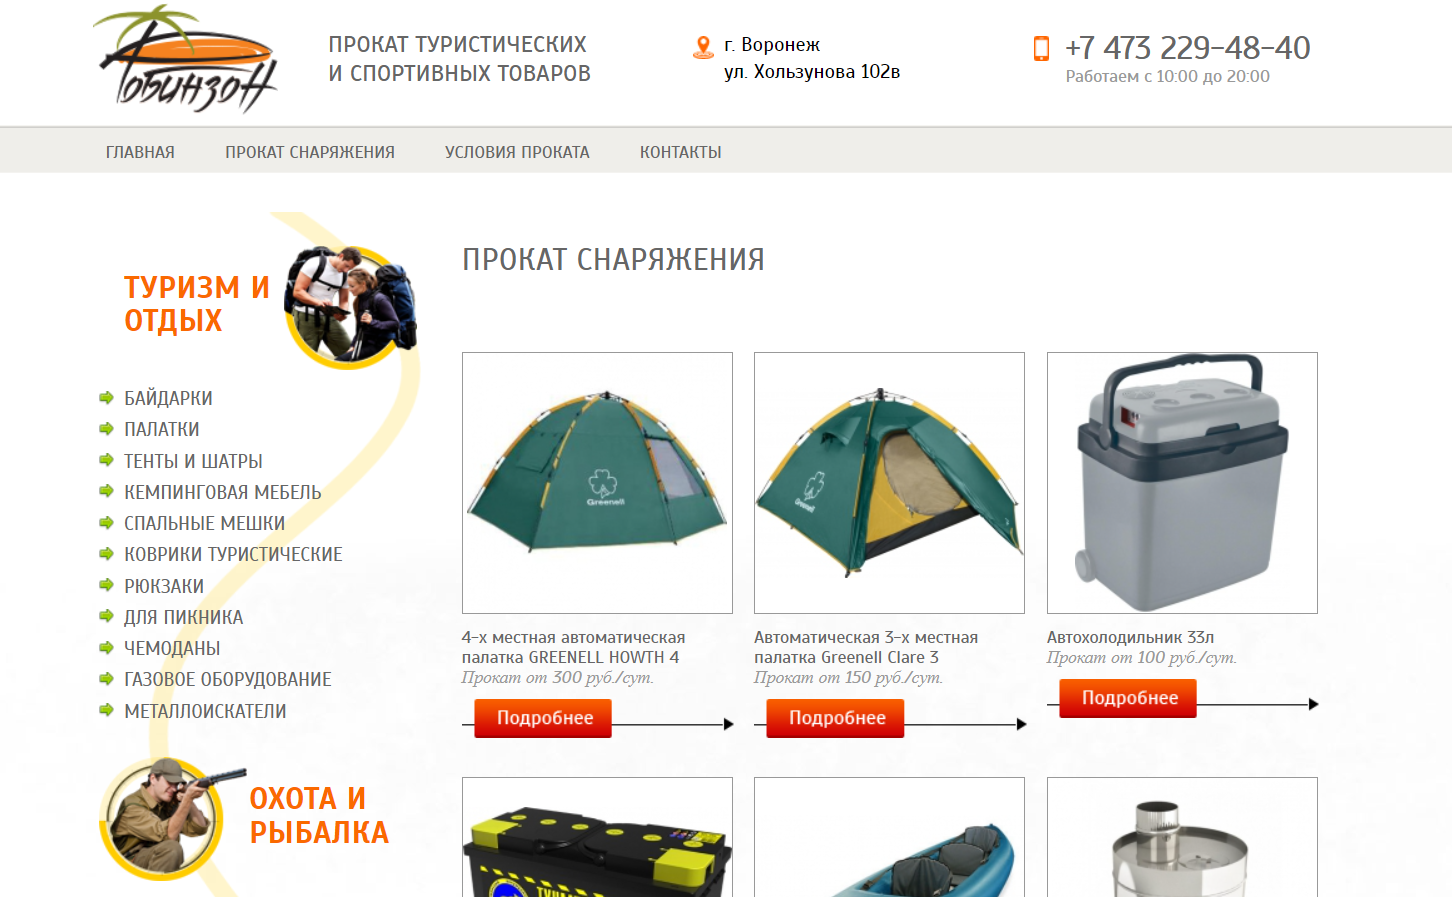 Робинзон
ПРОКАТ ТУРИСТИЧЕСКИХ
И СПОРТИВНЫХ ТОВАРОВ
г. Воронеж
ул. Хользунова 102в
+7 473 229-48-40
Работаем с 10:00 до 20:00
ГЛАВНАЯ ПРОКАТ СНАРЯЖЕНИЯ УСЛОВИЯ ПРОКАТА КОНТАКТЫ
ТУРИЗМ И
ОТДЫХ
БАЙДАРКИ
ПАЛАТКИ
ТЕНТЫ И ШАТРЫ
КЕМПИНГОВАЯ МЕБЕЛЬ
СПАЛЬНЫЕ МЕШКИ
КОВРИКИ ТУРИСТИЧЕСКИЕ
РЮКЗАКИ
ДЛЯ ПИКНИКА
ЧЕМОДАНЫ
ГАЗОВОЕ ОБОРУДОВАНИЕ
МЕТАЛЛОИСКАТЕЛИ
ОХОТА И
РЫБАЛКА
ПРОКАТ СНАРЯЖЕНИЯ
Greenell
Greenell
4-х местная автоматическая
палатка GREENELL HOWTH 4
Прокат от 300 руб./сут.
Подробнее
Автоматическая 3-х местная
палатка Greenell Clare 3
Прокат от 150 руб./сут.
Подробнее
Автохолодильник 33л
Прокат от 100 руб./сут.
Подробнее